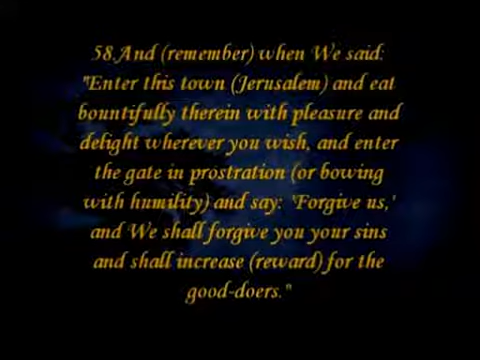 58.And (remember) when We said:
"Enter this town (Jerusalem) and eat
bountifully therein with pleasure and
delight wherever you wish, and enter
the gate in prostration (or bowing
with humility) and say: 'Forgive us,'
and We shall forgive you your sins
and shall increase (reward) for the
good-doers."